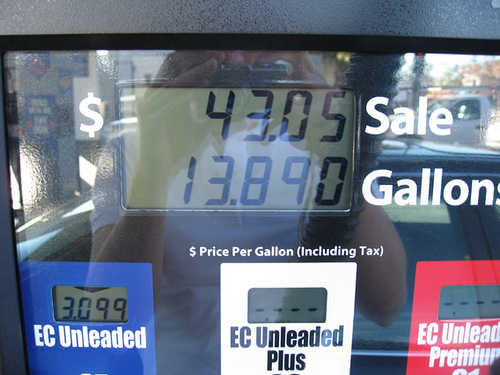 $ 43.05 Sale
13.890 Gallons
$ Price Per Gallon (Including Tax)
3.099
EC Unleaded
----
EC Unleaded
Plus
----
EC Unlead
Premium